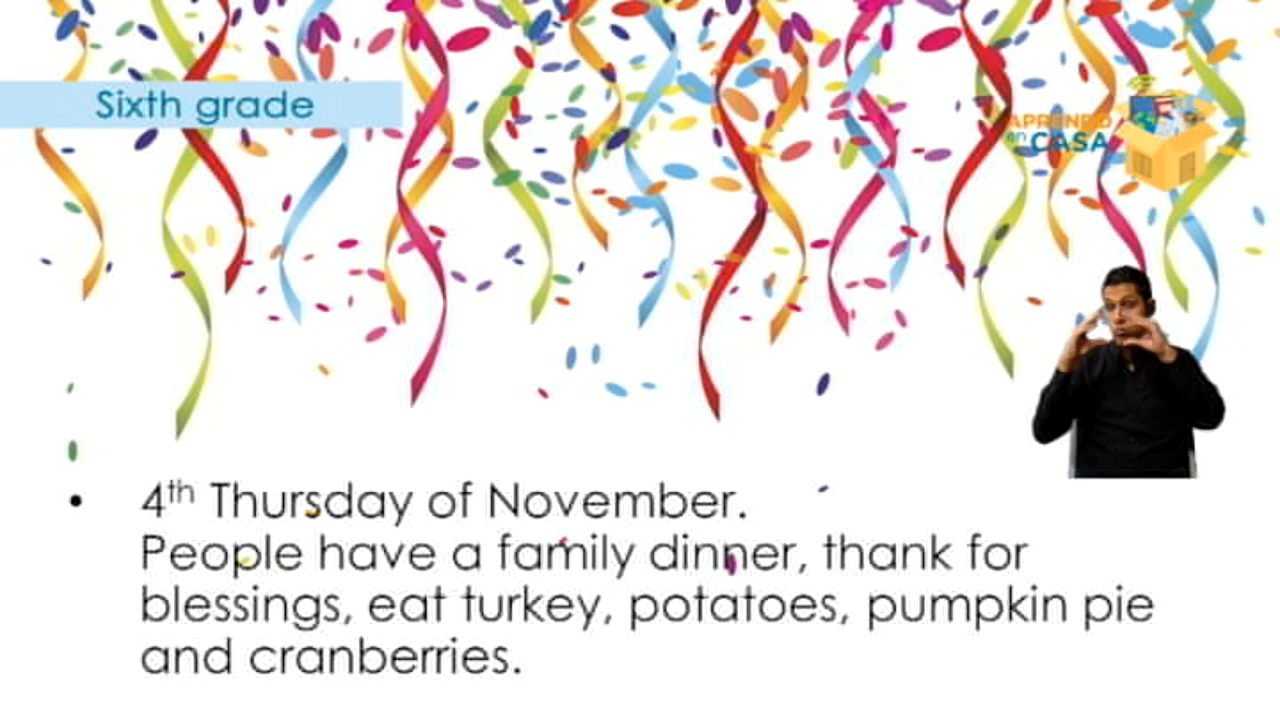 Sixth grade
APRENDO
en CASA
• 4th Thursday of November.
People have a family dinner, thank for
blessings, eat turkey, potatoes, pumpkin pie
and cranberries.